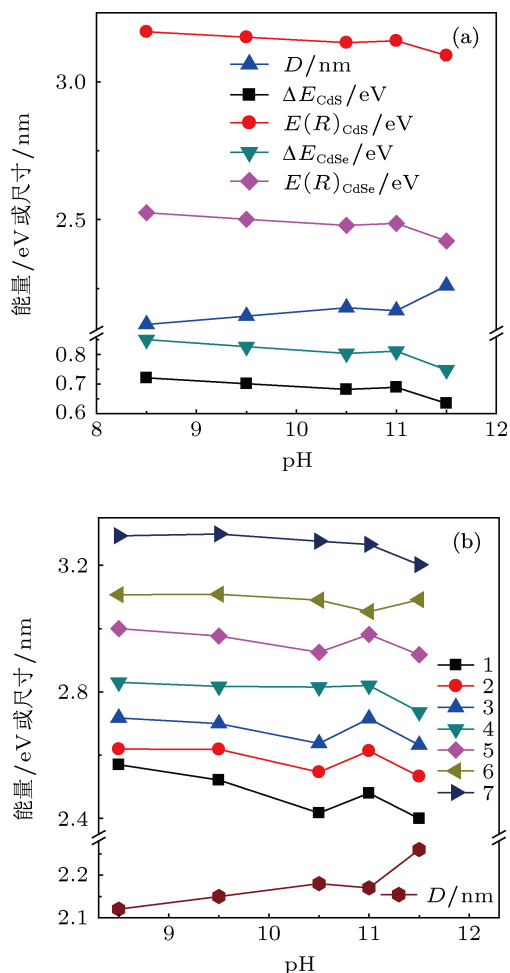 (a)
D/nm
ΔE_CdS/eV
E(R)_CdS/eV
ΔE_CdSe/eV
E(R)_CdSe/eV
能量/eV或尺寸/nm
3.0
2.5
0.8
0.7
0.6
8 9 10 11 12
pH
(b)
1
2
3
4
5
6
7
D/nm
能量/eV或尺寸/nm
3.2
2.8
2.4
2.2
2.1
9 10 11 12
pH